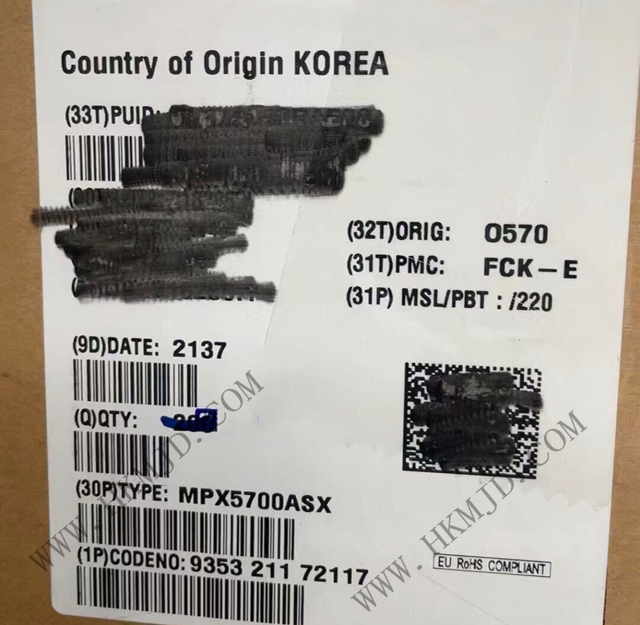 Country of Origin KOREA
(33T)PUID:
(32T)ORIG: O570
(31T)PMC: FCK-E
(31P) MSL/PBT : /220
(9D)DATE: 2137
(Q)QTY:
(30P)TYPE: MPX5700ASX
(1P)CODENO: 9353 211 72117
EU RoHS COMPLIANT
WWW.HKMJD.COM
WWW.HKMJD.COM